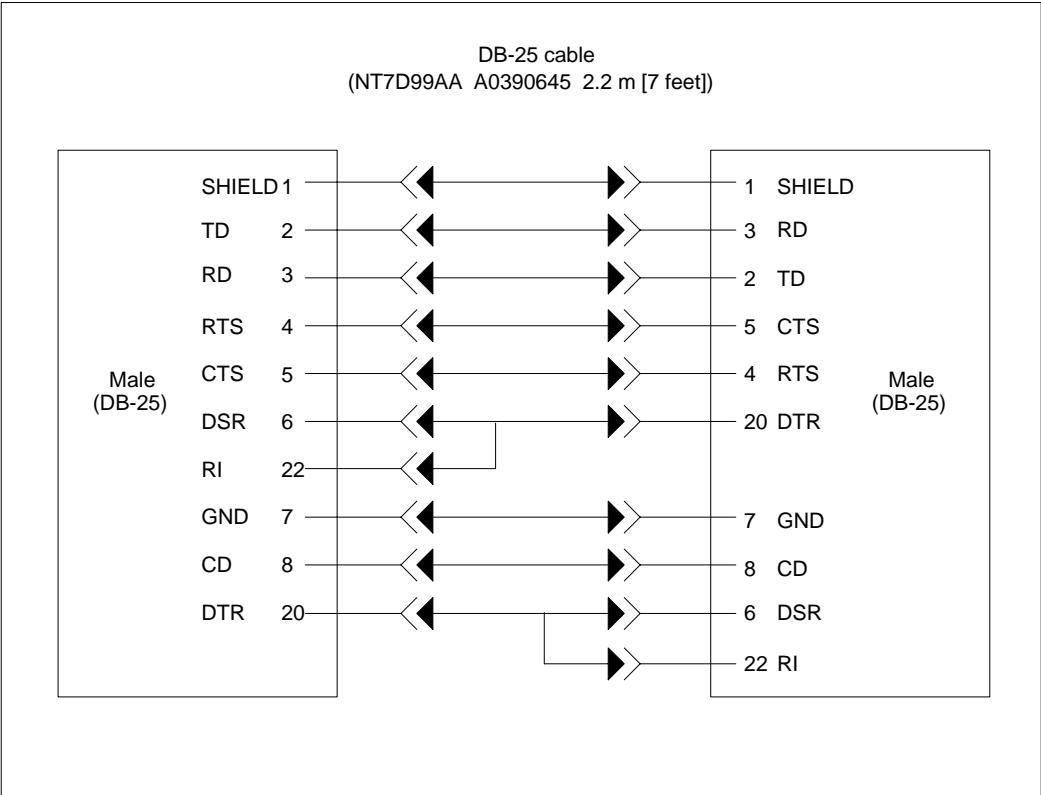 DB-25 cable
(NT7D99AA A0390645 2.2 m [7 feet])
SHIELD 1 1 SHIELD
TD 2 3 RD
RD 3 2 TD
RTS 4 5 CTS
CTS 5 4 RTS
Male
(DB-25)
Male
(DB-25)
DSR 6 20 DTR
RI 22
GND 7 7 GND
CD 8 8 CD
DTR 20 6 DSR
22 RI